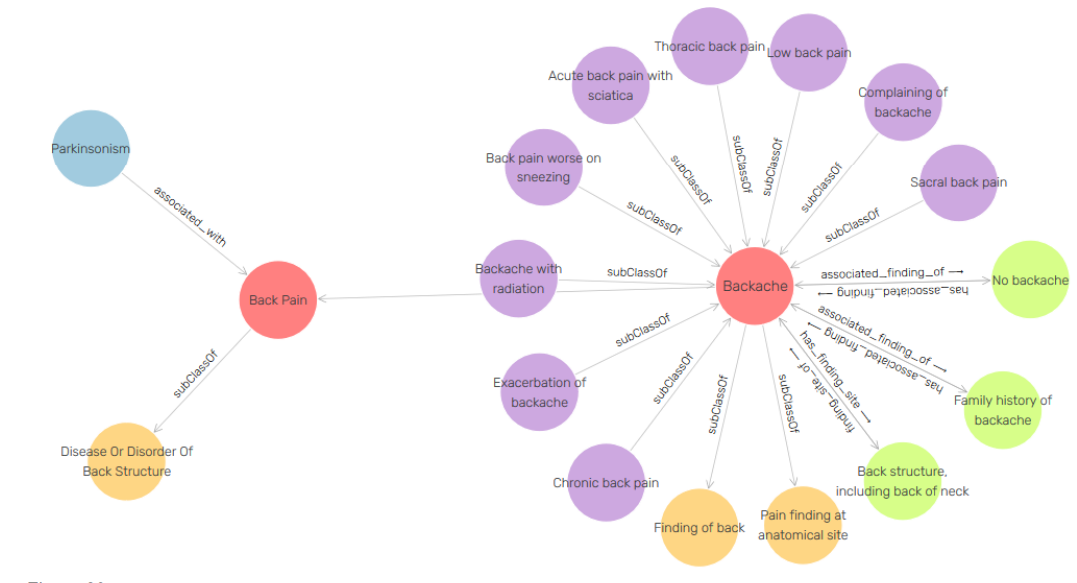 Thoracic back pain
Low back pain
Acute back pain with
sciatica
Complaining of
backache
Parkinsonism
Back pain worse on
sneezing
Sacral back pain
associated_with
subClassOf
subClassOf
subClassOf
subClassOf
subClassOf
subClassOf
Backache with
radiation
subClassOf
Backache
associated_finding_of
has_associated_finding
No backache
Back Pain
subClassOf
subClassOf
associated_finding_of
has_associated_finding
has_finding_site
finding_site_of
Exacerbation of
backache
Family history of
backache
subClassOf
subClassOf
subClassOf
Disease Or Disorder Of
Back Structure
Chronic back pain
Back structure,
including back of neck
Finding of back
Pain finding at
anatomical site